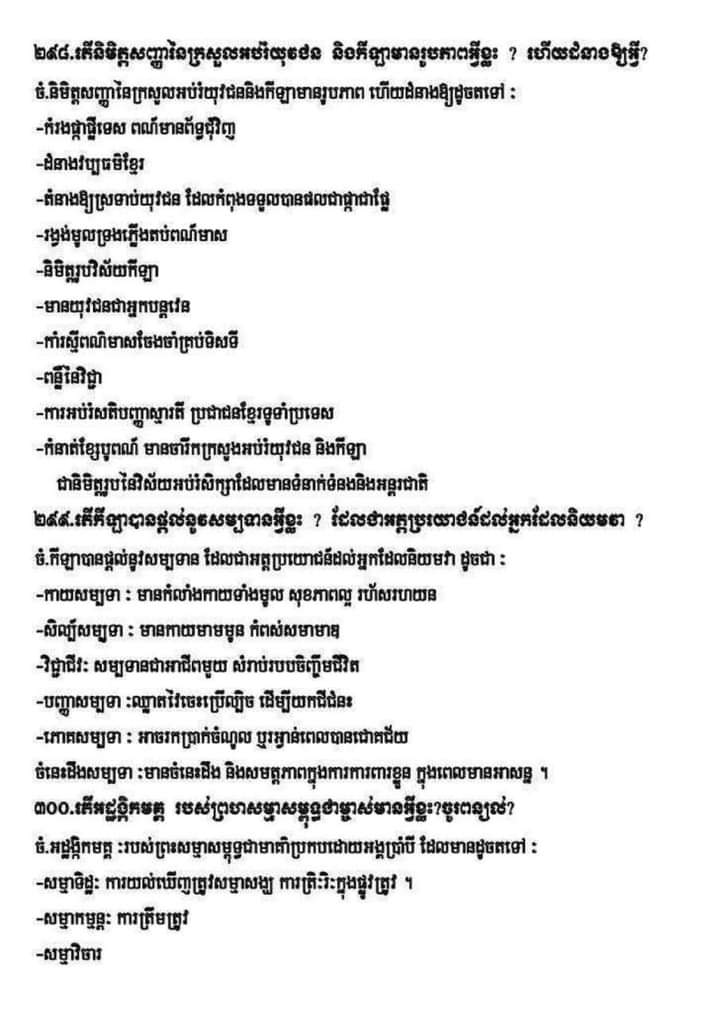 ២៩៨.តើនិមិត្តសញ្ញានៃក្រសួលអប់រំយុវជន និងកីឡាមានរូបភាពអ្វីខ្លះ ? ហើយដំនាងឱ្យអ្វី?
ចំ.និមិត្តសញ្ញានៃក្រសួលអប់រំយុវជននិងកីឡាមានរូបភាព ហើយដំនាងឱ្យដូចតទៅ :
-កំរងផ្កាផ្លីទេស ពណ៌មានព័ទ្ធជុំវិញ
-ដំនាងវប្បធម៌ខ្មែរ
-តំនាងឱ្យស្រទាប់យុវជន ដែលកំពុងទទួលបានផលជាផ្កាជាផ្លែ
-រង្វង់មូលទ្រងភ្លើងតប់ពណ៌មាស
-និមិត្តរូបវិស័យកីឡា
-មានយុវជនជាអ្នកបន្តវេន
-កាំរស្មីពណ៌មាសចែងចាំគ្រប់ទិសទី
-ពន្លឺនៃវិជ្ជា
-ការអប់រំសតិបញ្ញាស្មារតី ប្រជាជនខ្មែរទូទាំប្រទេស
-កំនាត់ខ្សែបូពណ៌ មានចារឹកក្រសួងអប់រំយុវជន និងកីឡា
ជានិមិត្តរូបនៃវិស័យអប់រំសិក្សាដែលមានទំនាក់ទំនងនិងអន្តរជាតិ
២៩៩.តើកីឡាបានផ្តល់នូវសម្បទានអ្វីខ្លះ ? ដែលជាអត្តប្រយោជន៍ដល់អ្នកដែលនិយមវា ?
ចំ.កីឡាបានផ្តល់នូវសម្បទាន ដែលជាអត្តប្រយោជន៍ដល់អ្នកដែលនិយមវា ដូចជា :
-កាយសម្បទា : មានកំលាំងកាយទាំងមូល សុខភាពល្អ រហ័សរហយន
-សិល្ប៍សម្បទា : មានកាយមាមមួន កំពស់សមាមាឌ
-វិជ្ជាជីវៈ សម្បទានជាអាជីពមួយ សំរាប់របបចិញ្ចឹមជីវិត
-បញ្ញាសម្បទា :ឈ្លាតវៃចេះប្រើល្បិច ដើម្បីយកជីជំនះ
-ភោគសម្បទា : អាចរកប្រាក់ចំណូល ឬរង្វាន់ពេលបានជោគជ័យ
ចំនេះដឹងសម្បទា :មានចំនេះដឹង និងសមត្តភាពក្នុងការការពារខ្លួន ក្នុងពេលមានអាសន្ន ។
៣០០.តើអដ្ឋង្គិកមគ្គ របស់ព្រហសម្មាសម្ពុទ្ធជាម្ចាស់មានអ្វីខ្លះ?ចូរពន្យល់?
ចំ.អដ្ឋង្គិកមគ្គ :របស់ព្រះសម្មាសម្ពុទ្ធជាមាគ៌ាប្រកបដោយអង្គប្រាំបី ដែលមានដូចតទៅ :
-សម្មាទិដ្ឋៈ ការយល់ឃើញត្រូវសម្មាសង្ឃ ការត្រិៈរិៈក្នុងផ្លូវត្រូវ ។
-សម្មាកម្មន្តៈ ការត្រឹមត្រូវ
-សម្មាវិចារ